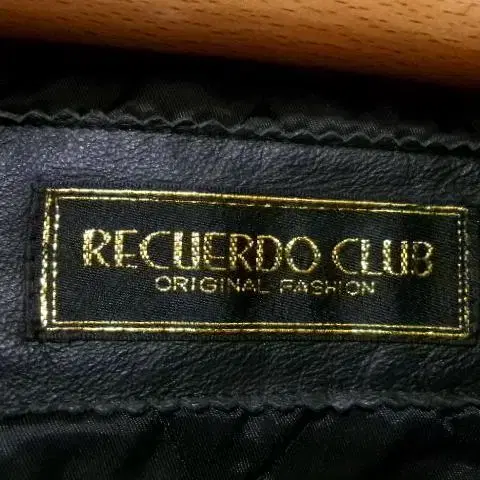 RECUERDO CLUB
ORIGINAL FASHION